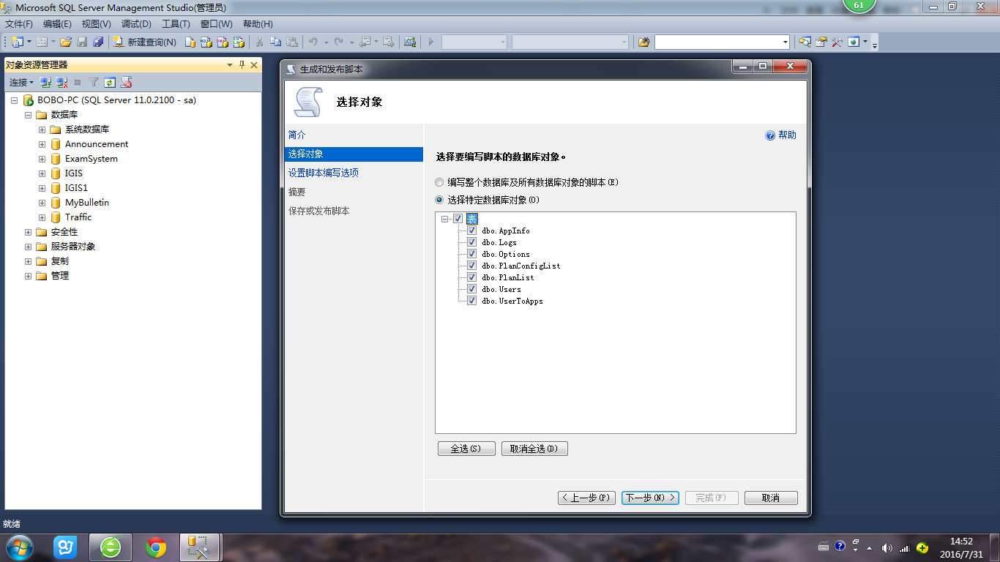 Microsoft SQL Server Management Studio(管理员)
61
文件(F) 编辑(E) 视图(V) 调试(D) 工具(T) 窗口(W) 帮助(H)
新建查询(N)
对象资源管理器
连接
BOBO-PC (SQL Server 11.0.2100 - sa)
数据库
系统数据库
Announcement
ExamSystem
IGIS
IGIS1
MyBulletin
Traffic
安全性
服务器对象
复制
管理
生成和发布脚本
选择对象
简介
选择对象
设置脚本编写选项
摘要
保存或发布脚本
帮助
选择要编写脚本的数据库对象。
编写整个数据库及所有数据库对象的脚本(E)
选择特定数据库对象(O)
表
dbo.AppInfo
dbo.Logs
dbo.Options
dbo.PlanConfigList
dbo.PlanList
dbo.Users
dbo.UserToApps
全选(S) 取消全选(D)
< 上一步(P) 下一步(N) > 完成(F) 取消
就绪
14:52
2016/7/31